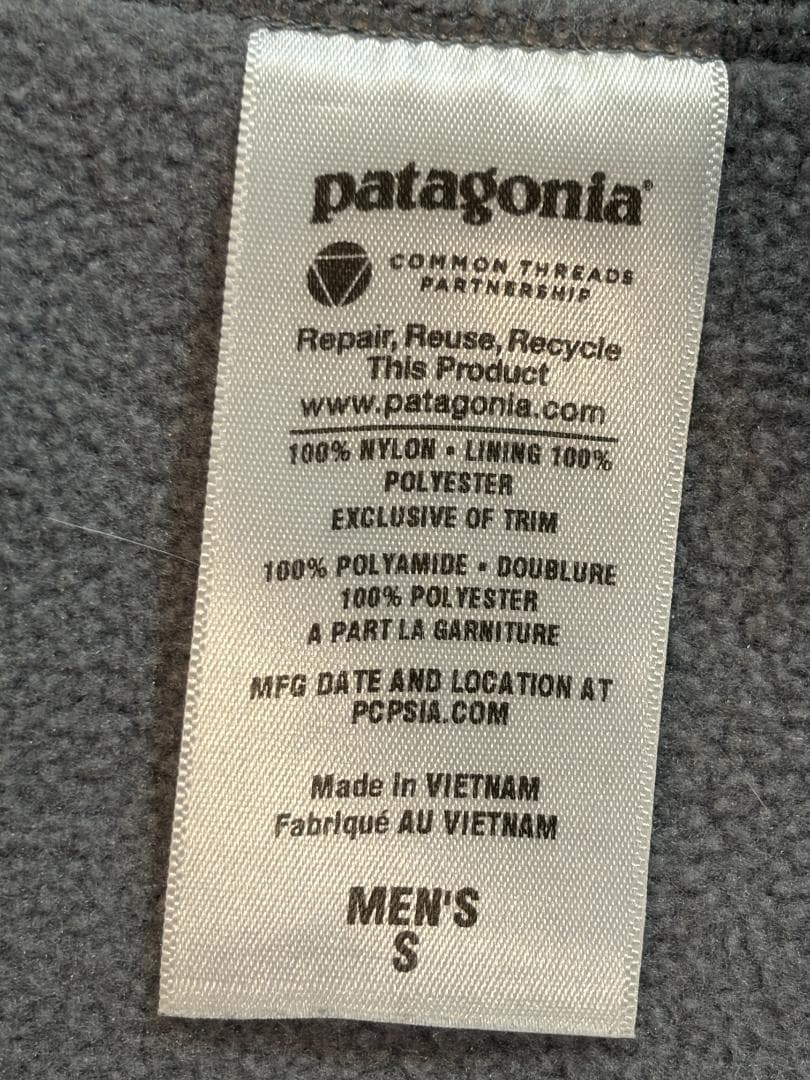 patagonia®
COMMON THREADS
PARTNERSHIP
Repair, Reuse, Recycle
This Product
www.patagonia.com
100% NYLON • LINING 100%
POLYESTER
EXCLUSIVE OF TRIM
100% POLYAMIDE • DOUBLURE
100% POLYESTER
A PART LA GARNITURE
MFG DATE AND LOCATION AT
PCPSIA.COM
Made in VIETNAM
Fabriqué AU VIETNAM
MEN'S
S